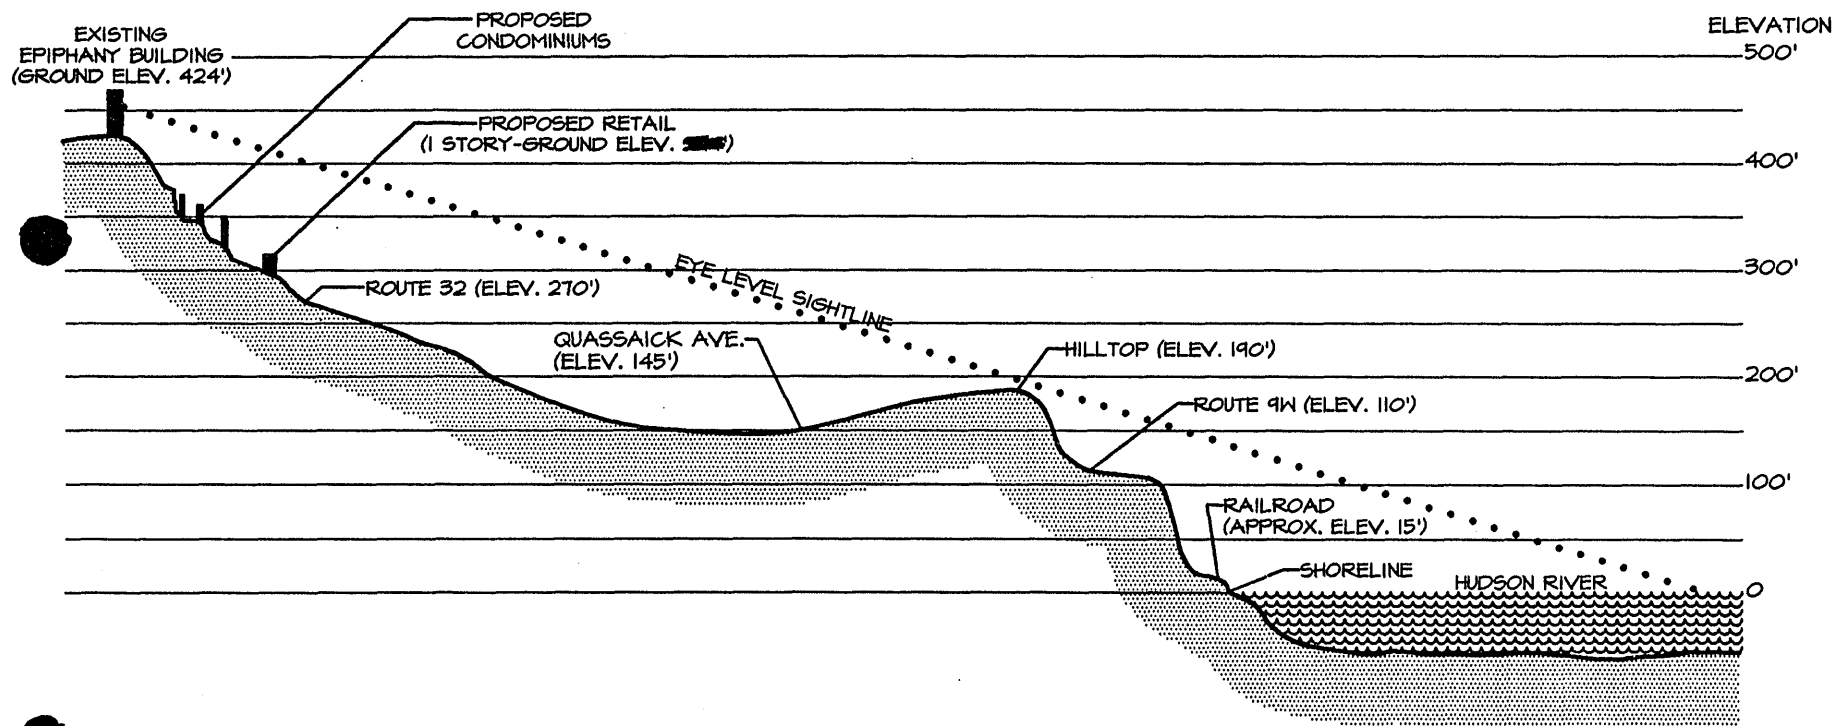 PROPOSED
CONDOMINIUMS
ELEVATION
EXISTING
EPIPHANY BUILDING
(GROUND ELEV. 424')
500'
PROPOSED RETAIL
(1 STORY-GROUND ELEV. )
400'
300'
EYE LEVEL SIGHTLINE
ROUTE 32 (ELEV. 270')
QUASSAICK AVE.
(ELEV. 145')
HILLTOP (ELEV. 190')
200'
ROUTE 9W (ELEV. 110')
100'
RAILROAD
(APPROX. ELEV. 15')
SHORELINE
HUDSON RIVER
0